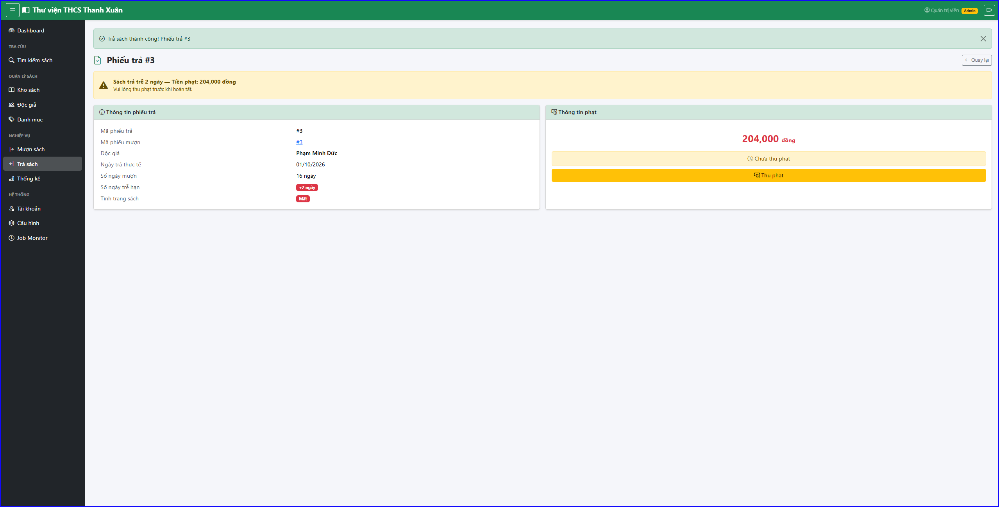 Thư viện THCS Thanh Xuân
Quản trị viên Admin
Dashboard
TRA CỨU
Tìm kiếm sách
QUẢN LÝ SÁCH
Kho sách
Độc giả
Danh mục
NGHIỆP VỤ
Mượn sách
Trả sách
Thống kê
HỆ THỐNG
Tài khoản
Cấu hình
Job Monitor
Trả sách thành công! Phiếu trả #3
Phiếu trả #3
Quay lại
Sách trả trễ 2 ngày — Tiền phạt: 204,000 đồng
Vui lòng thu phạt trước khi hoàn tất.
Thông tin phiếu trả
Mã phiếu trả #3
Mã phiếu mượn #3
Độc giả Phạm Minh Đức
Ngày trả thực tế 01/10/2026
Số ngày mượn 16 ngày
Số ngày trễ hạn +2 ngày
Tình trạng sách Mất
Thông tin phạt
204,000 đồng
Chưa thu phạt
Thu phạt